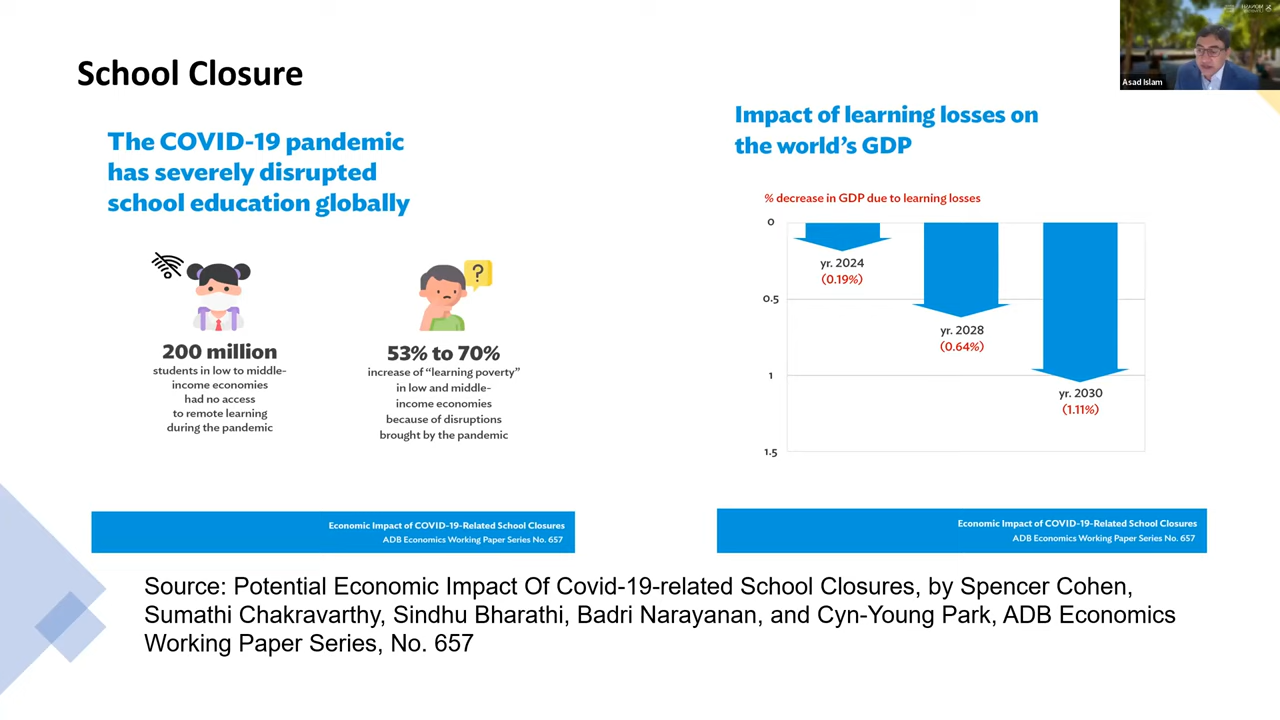 School Closure
The COVID-19 pandemic
has severely disrupted
school education globally
200 million
students in low to middle-
income economies
had no access
to remote learning
during the pandemic
?
53% to 70%
increase of “learning poverty”
in low and middle-
income economies
because of disruptions
brought by the pandemic
Economic Impact of COVID-19-Related School Closures
ADB Economics Working Paper Series No. 657
Asad Islam
Impact of learning losses on
the world’s GDP
% decrease in GDP due to learning losses
0
0.5
1
1.5
yr. 2024
(0.19%)
yr. 2028
(0.64%)
yr. 2030
(1.11%)
Economic Impact of COVID-19-Related School Closures
ADB Economics Working Paper Series No. 657
Source: Potential Economic Impact Of Covid-19-related School Closures, by Spencer Cohen,
Sumathi Chakravarthy, Sindhu Bharathi, Badri Narayanan, and Cyn-Young Park, ADB Economics
Working Paper Series, No. 657